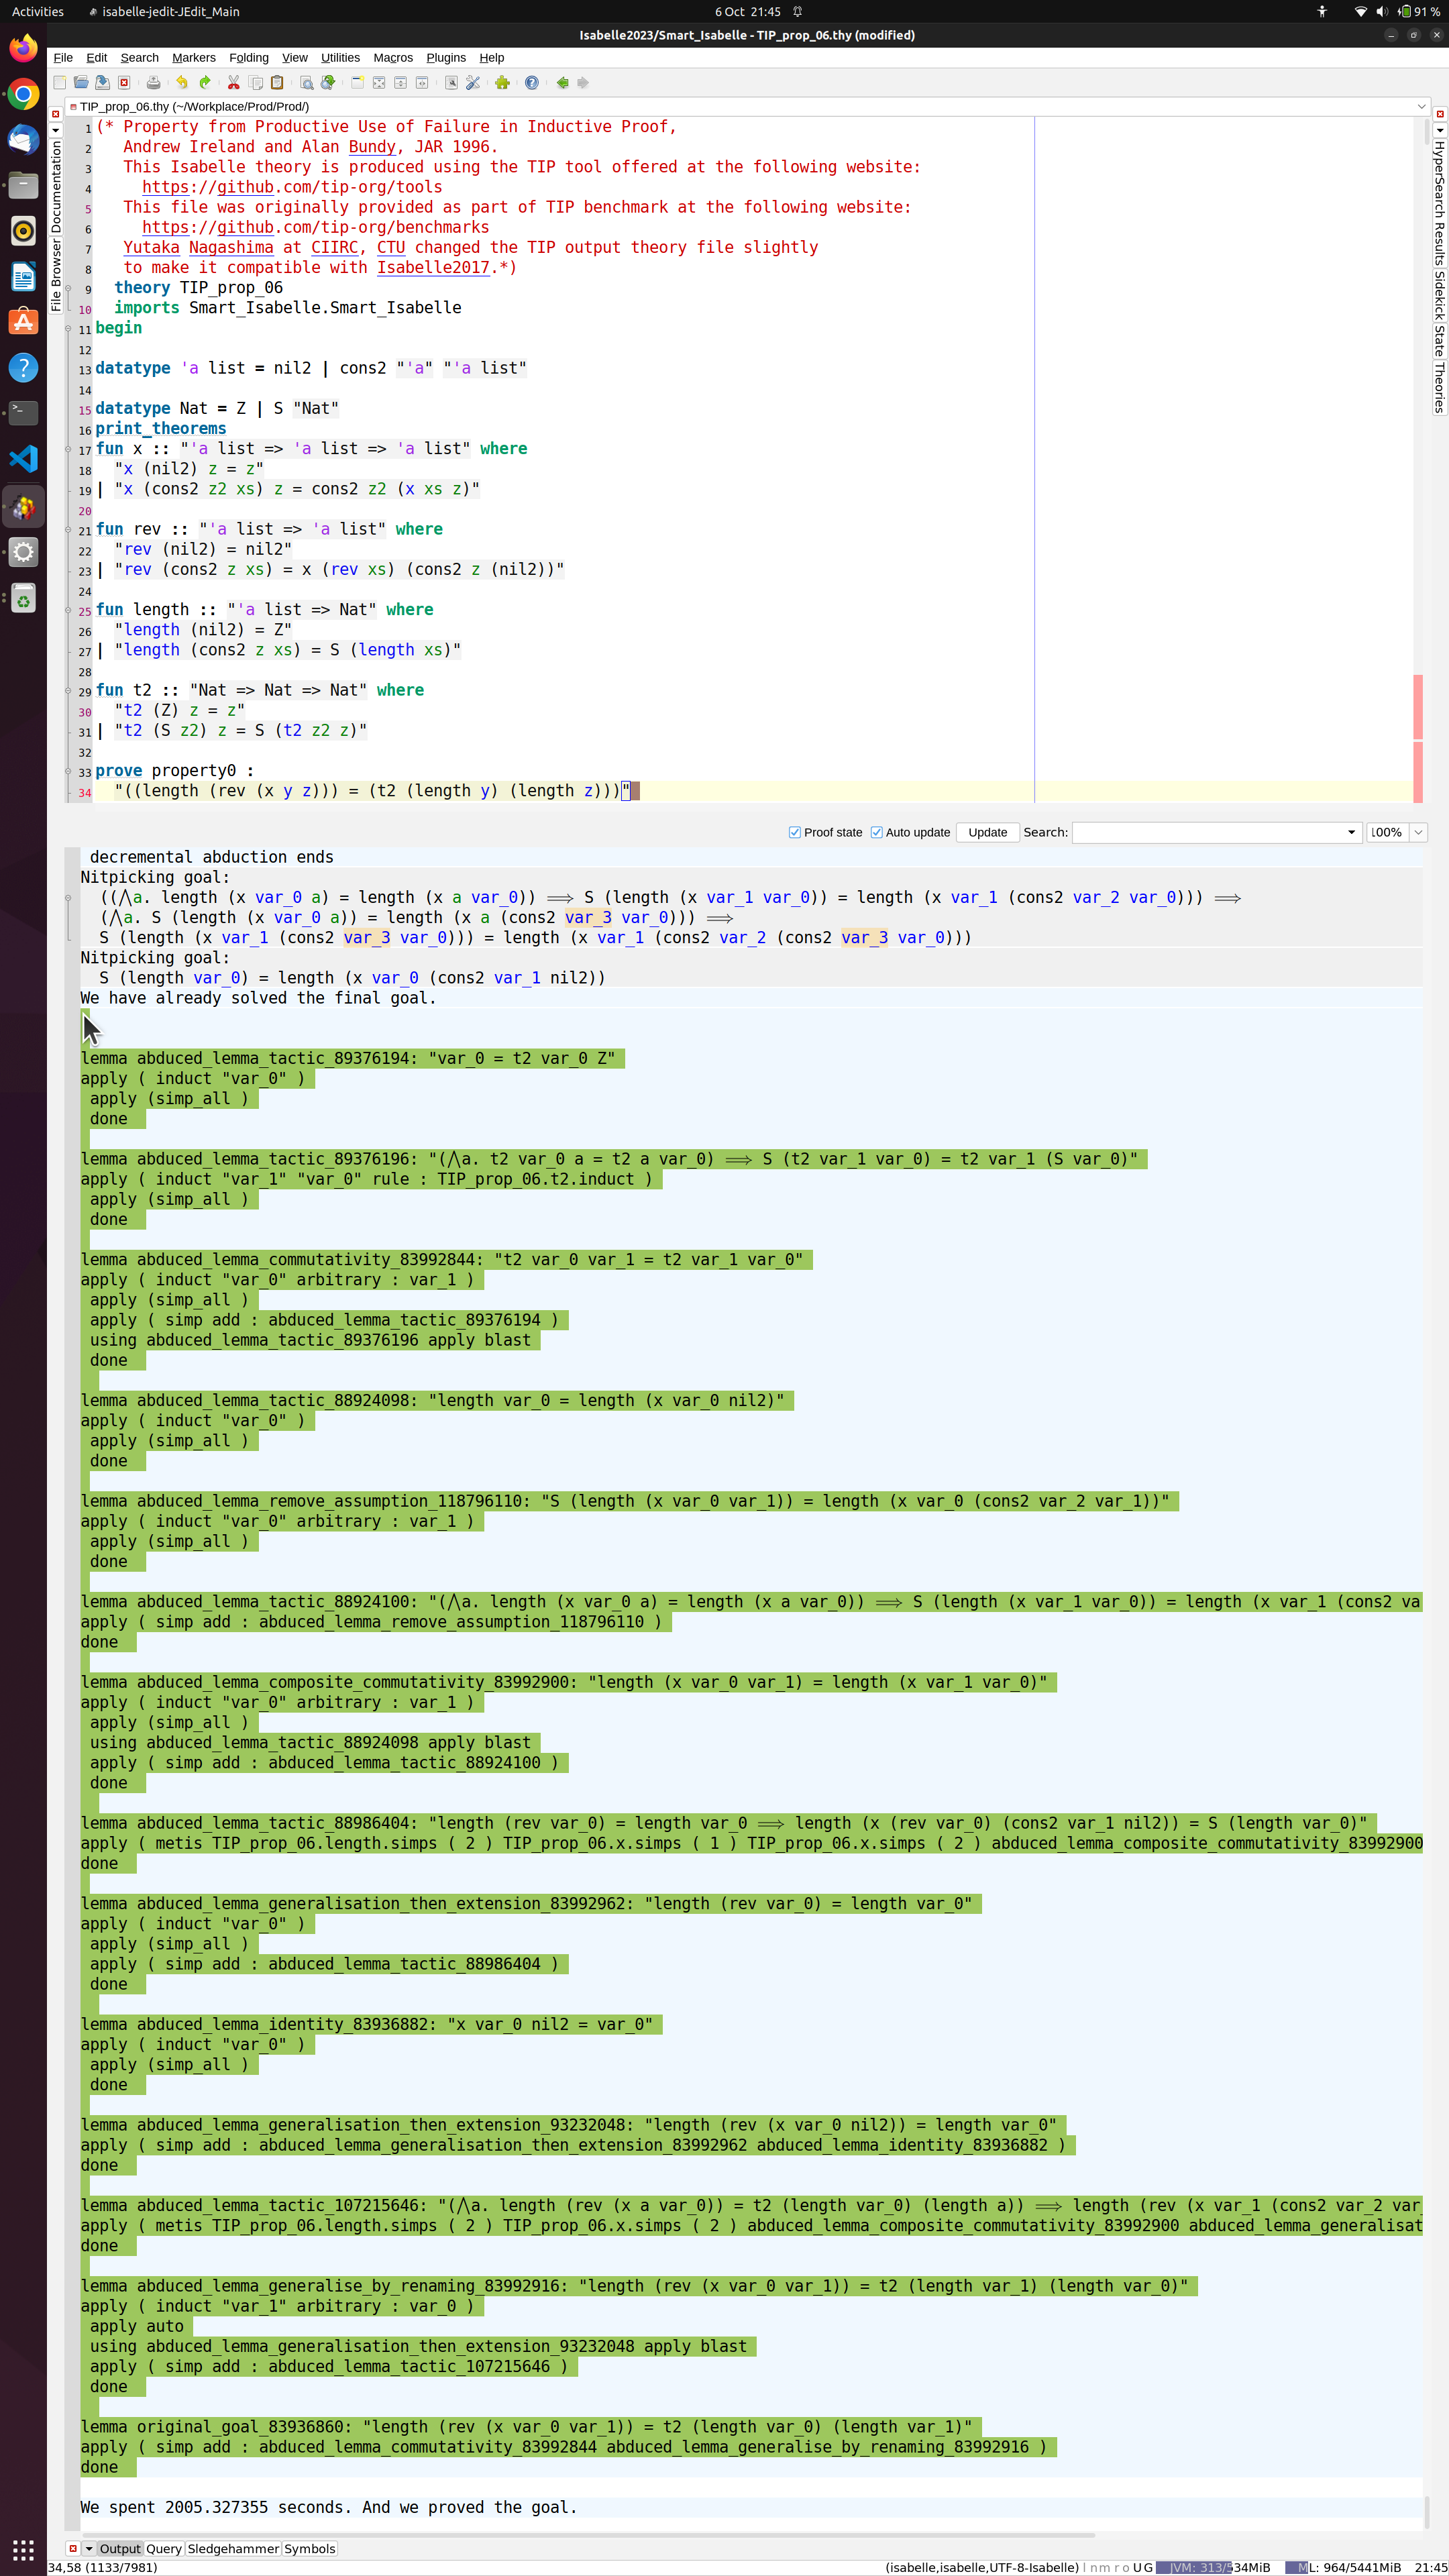 Activities isabelle-jedit-JEdit_Main 6 Oct 21:45 91 %
Isabelle2023/Smart_Isabelle - TIP_prop_06.thy (modified)
File Edit Search Markers Folding View Utilities Macros Plugins Help
TIP_prop_06.thy (~/Workplace/Prod/Prod/)
File Browser Documentation
HyperSearch Results Sidekick State Theories
1 (* Property from Productive Use of Failure in Inductive Proof,
2 Andrew Ireland and Alan Bundy, JAR 1996.
3 This Isabelle theory is produced using the TIP tool offered at the following website:
4 https://github.com/tip-org/tools
5 This file was originally provided as part of TIP benchmark at the following website:
6 https://github.com/tip-org/benchmarks
7 Yutaka Nagashima at CIIRC, CTU changed the TIP output theory file slightly
8 to make it compatible with Isabelle2017.*)
9 theory TIP_prop_06
10 imports Smart_Isabelle.Smart_Isabelle
11 begin
12
13 datatype 'a list = nil2 | cons2 "'a" "'a list"
14
15 datatype Nat = Z | S "Nat"
16 print_theorems
17 fun x :: "'a list => 'a list => 'a list" where
18 "x (nil2) z = z"
19 | "x (cons2 z2 xs) z = cons2 z2 (x xs z)"
20
21 fun rev :: "'a list => 'a list" where
22 "rev (nil2) = nil2"
23 | "rev (cons2 z xs) = x (rev xs) (cons2 z (nil2))"
24
25 fun length :: "'a list => Nat" where
26 "length (nil2) = Z"
27 | "length (cons2 z xs) = S (length xs)"
28
29 fun t2 :: "Nat => Nat => Nat" where
30 "t2 (Z) z = z"
31 | "t2 (S z2) z = S (t2 z2 z)"
32
33 prove property0 :
34 "((length (rev (x y z))) = (t2 (length y) (length z)))"
Proof state Auto update Update Search: 100%
decremental abduction ends
Nitpicking goal:
((⋀a. length (x var_0 a) = length (x a var_0)) ⟹ S (length (x var_1 var_0)) = length (x var_1 (cons2 var_2 var_0))) ⟹
(⋀a. S (length (x var_0 a)) = length (x a (cons2 var_3 var_0))) ⟹
S (length (x var_1 (cons2 var_3 var_0))) = length (x var_1 (cons2 var_2 (cons2 var_3 var_0)))
Nitpicking goal:
S (length var_0) = length (x var_0 (cons2 var_1 nil2))
We have already solved the final goal.
lemma abduced_lemma_tactic_89376194: "var_0 = t2 var_0 Z"
apply ( induct "var_0" )
apply (simp_all )
done
lemma abduced_lemma_tactic_89376196: "(⋀a. t2 var_0 a = t2 a var_0) ⟹ S (t2 var_1 var_0) = t2 var_1 (S var_0)"
apply ( induct "var_1" "var_0" rule : TIP_prop_06.t2.induct )
apply (simp_all )
done
lemma abduced_lemma_commutativity_83992844: "t2 var_0 var_1 = t2 var_1 var_0"
apply ( induct "var_0" arbitrary : var_1 )
apply (simp_all )
apply ( simp add : abduced_lemma_tactic_89376194 )
using abduced_lemma_tactic_89376196 apply blast
done
lemma abduced_lemma_tactic_88924098: "length var_0 = length (x var_0 nil2)"
apply ( induct "var_0" )
apply (simp_all )
done
lemma abduced_lemma_remove_assumption_118796110: "S (length (x var_0 var_1)) = length (x var_0 (cons2 var_2 var_1))"
apply ( induct "var_0" arbitrary : var_1 )
apply (simp_all )
done
lemma abduced_lemma_tactic_88924100: "(⋀a. length (x var_0 a) = length (x a var_0)) ⟹ S (length (x var_1 var_0)) = length (x var_1 (cons2 va
apply ( simp add : abduced_lemma_remove_assumption_118796110 )
done
lemma abduced_lemma_composite_commutativity_83992900: "length (x var_0 var_1) = length (x var_1 var_0)"
apply ( induct "var_0" arbitrary : var_1 )
apply (simp_all )
using abduced_lemma_tactic_88924098 apply blast
apply ( simp add : abduced_lemma_tactic_88924100 )
done
lemma abduced_lemma_tactic_88986404: "length (rev var_0) = length var_0 ⟹ length (x (rev var_0) (cons2 var_1 nil2)) = S (length var_0)"
apply ( metis TIP_prop_06.length.simps ( 2 ) TIP_prop_06.x.simps ( 1 ) TIP_prop_06.x.simps ( 2 ) abduced_lemma_composite_commutativity_83992900
done
lemma abduced_lemma_generalisation_then_extension_83992962: "length (rev var_0) = length var_0"
apply ( induct "var_0" )
apply (simp_all )
apply ( simp add : abduced_lemma_tactic_88986404 )
done
lemma abduced_lemma_identity_83936882: "x var_0 nil2 = var_0"
apply ( induct "var_0" )
apply (simp_all )
done
lemma abduced_lemma_generalisation_then_extension_93232048: "length (rev (x var_0 nil2)) = length var_0"
apply ( simp add : abduced_lemma_generalisation_then_extension_83992962 abduced_lemma_identity_83936882 )
done
lemma abduced_lemma_tactic_107215646: "(⋀a. length (rev (x a var_0)) = t2 (length var_0) (length a)) ⟹ length (rev (x var_1 (cons2 var_2 var_
apply ( metis TIP_prop_06.length.simps ( 2 ) TIP_prop_06.x.simps ( 2 ) abduced_lemma_composite_commutativity_83992900 abduced_lemma_generalisat
done
lemma abduced_lemma_generalise_by_renaming_83992916: "length (rev (x var_0 var_1)) = t2 (length var_1) (length var_0)"
apply ( induct "var_1" arbitrary : var_0 )
apply auto
using abduced_lemma_generalisation_then_extension_93232048 apply blast
apply ( simp add : abduced_lemma_tactic_107215646 )
done
lemma original_goal_83936860: "length (rev (x var_0 var_1)) = t2 (length var_0) (length var_1)"
apply ( simp add : abduced_lemma_commutativity_83992844 abduced_lemma_generalise_by_renaming_83992916 )
done
We spent 2005.327355 seconds. And we proved the goal.
Output Query Sledgehammer Symbols
34,58 (1133/7981) (isabelle,isabelle,UTF-8-Isabelle) l n m r o U G JVM: 313/534MiB ML: 964/5441MiB 21:45